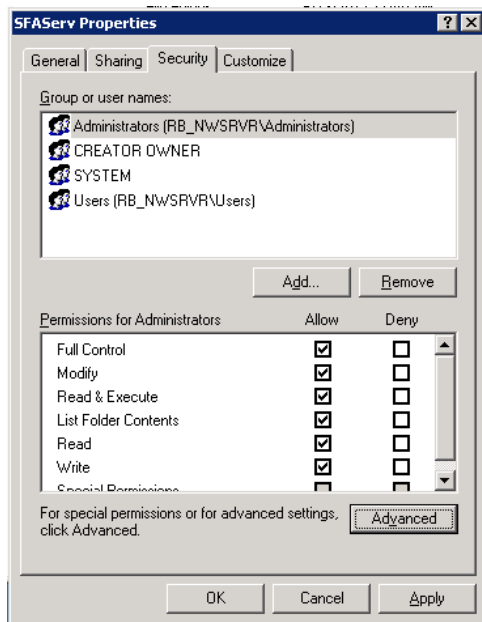 SFAServ Properties
General Sharing Security Customize
Group or user names:
Administrators (RB_NWSRVR\Administrators)
CREATOR OWNER
SYSTEM
Users (RB_NWSRVR\Users)
Add... Remove
Permissions for Administrators Allow Deny
Full Control
Modify
Read & Execute
List Folder Contents
Read
Write
Special Permissions
For special permissions or for advanced settings,
click Advanced.
Advanced
OK Cancel Apply